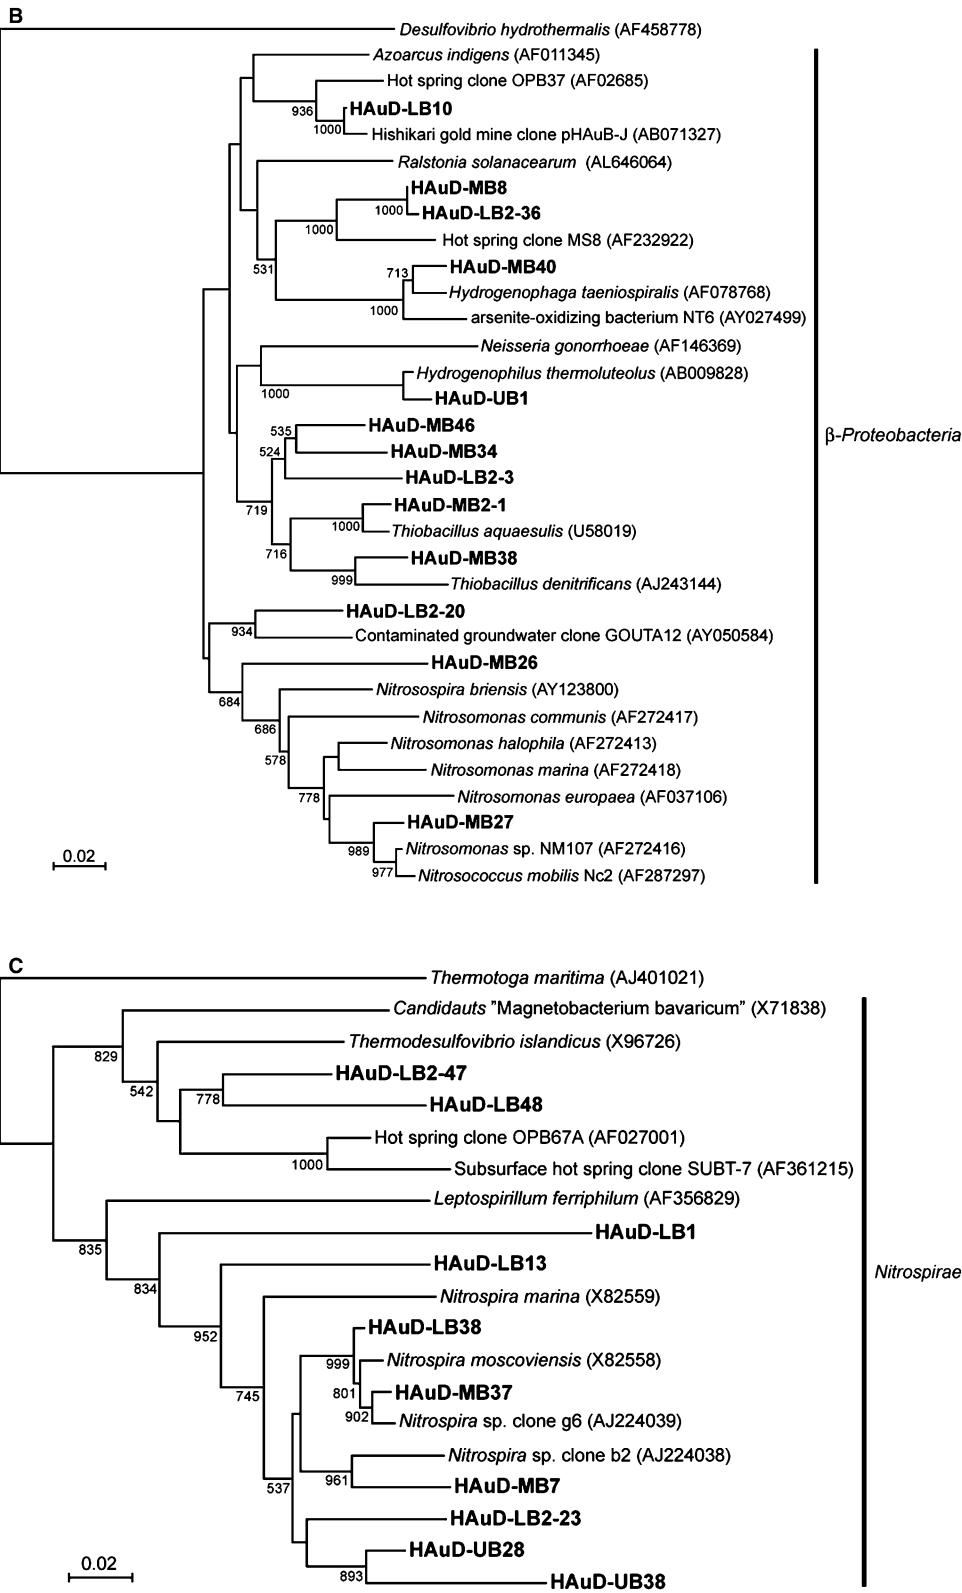 B
Desulfovibrio hydrothermalis (AF458778)
Azoarcus indigens (AF011345)
Hot spring clone OPB37 (AF02685)
936
HAuD-LB10
1000
Hishikari gold mine clone pHAuB-J (AB071327)
Ralstonia solanacearum (AL646064)
HAuD-MB8
1000
HAuD-LB2-36
1000
Hot spring clone MS8 (AF232922)
531
HAuD-MB40
713
Hydrogenophaga taeniospiralis (AF078768)
1000
arsenite-oxidizing bacterium NT6 (AY027499)
Neisseria gonorrhoeae (AF146369)
Hydrogenophilus thermoluteolus (AB009828)
1000
HAuD-UB1
HAuD-MB46
535
β-Proteobacteria
524
HAuD-MB34
HAuD-LB2-3
719
HAuD-MB2-1
1000
Thiobacillus aquaesulis (U58019)
716
HAuD-MB38
999
Thiobacillus denitrificans (AJ243144)
HAuD-LB2-20
934
Contaminated groundwater clone GOUTA12 (AY050584)
HAuD-MB26
684
Nitrosospira briensis (AY123800)
686
Nitrosomonas communis (AF272417)
578
Nitrosomonas halophila (AF272413)
Nitrosomonas marina (AF272418)
778
Nitrosomonas europaea (AF037106)
HAuD-MB27
989
Nitrosomonas sp. NM107 (AF272416)
0.02
977
Nitrosococcus mobilis Nc2 (AF287297)
C
Thermotoga maritima (AJ401021)
Candidauts "Magnetobacterium bavaricum" (X71838)
829
Thermodesulfovibrio islandicus (X96726)
542
HAuD-LB2-47
778
HAuD-LB48
Hot spring clone OPB67A (AF027001)
1000
Subsurface hot spring clone SUBT-7 (AF361215)
Leptospirillum ferriphilum (AF356829)
835
HAuD-LB1
834
HAuD-LB13
Nitrospirae
Nitrospira marina (X82559)
952
HAuD-LB38
999
Nitrospira moscoviensis (X82558)
745
801
HAuD-MB37
902
Nitrospira sp. clone g6 (AJ224039)
Nitrospira sp. clone b2 (AJ224038)
961
537
HAuD-MB7
HAuD-LB2-23
HAuD-UB28
0.02
893
HAuD-UB38